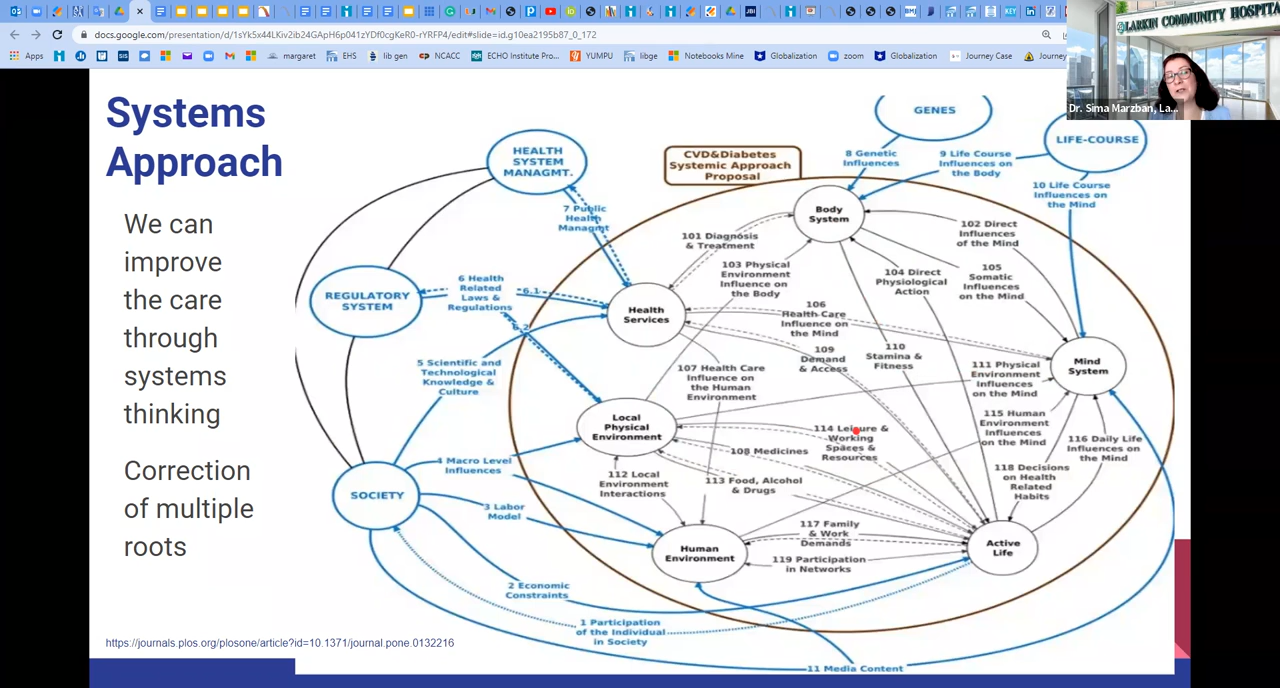 docs.google.com/presentation/d/1sYk5x44LKiv2ib24GApH6p041zYDf0cgKeR0-rYRFP4/edit#slide=id.g10ea2195b87_0_172
Apps
margaret
EHS
lib gen
NCACC
ECHO Institute Pro...
YUMPU
libge
Notebooks Mine
Globalization
zoom
Globalization
Journey Case
Journey
LARKIN COMMUNITY HOSPITA
Dr. Sima Marzban, La...
Systems
Approach
We can
improve
the care
through
systems
thinking
Correction
of multiple
roots
https://journals.plos.org/plosone/article?id=10.1371/journal.pone.0132216
GENES
LIFE-COURSE
HEALTH
SYSTEM
MANAGMT.
CVD&Diabetes
Systemic Approach
Proposal
8 Genetic
Influences
9 Life Course
Influences on
the Body
10 Life Course
Influences on
the Mind
7 Public
Health
Managmt
Body
System
101 Diagnosis
& Treatment
102 Direct
Influences
of the Mind
103 Physical
Environment
Influence on
the Body
104 Direct
Physiological
Action
105
Somatic
Influences
on the Mind
REGULATORY
SYSTEM
6 Health
Related
Laws &
Regulations
6.1
6.2
Health
Services
106
Health Care
Influence on
the Mind
109
Demand
& Access
110
Stamina &
Fitness
Mind
System
5 Scientific and
Technological
Knowledge &
Culture
107 Health Care
Influence on
the Human
Environment
111 Physical
Environment
Influences
on the Mind
Local
Physical
Environment
114 Leisure &
Working
Spaces &
Resources
115 Human
Environment
Influences
on the Mind
116 Daily Life
Influences on
the Mind
108 Medicines
4 Macro Level
Influences
112 Local
Environment
Interactions
113 Food, Alcohol
& Drugs
118 Decisions
on Health
Related
Habits
SOCIETY
3 Labor
Model
Human
Environment
117 Family
& Work
Demands
119 Participation
in Networks
Active
Life
2 Economic
Constraints
1 Participation
of the Individual
in Society
11 Media Content